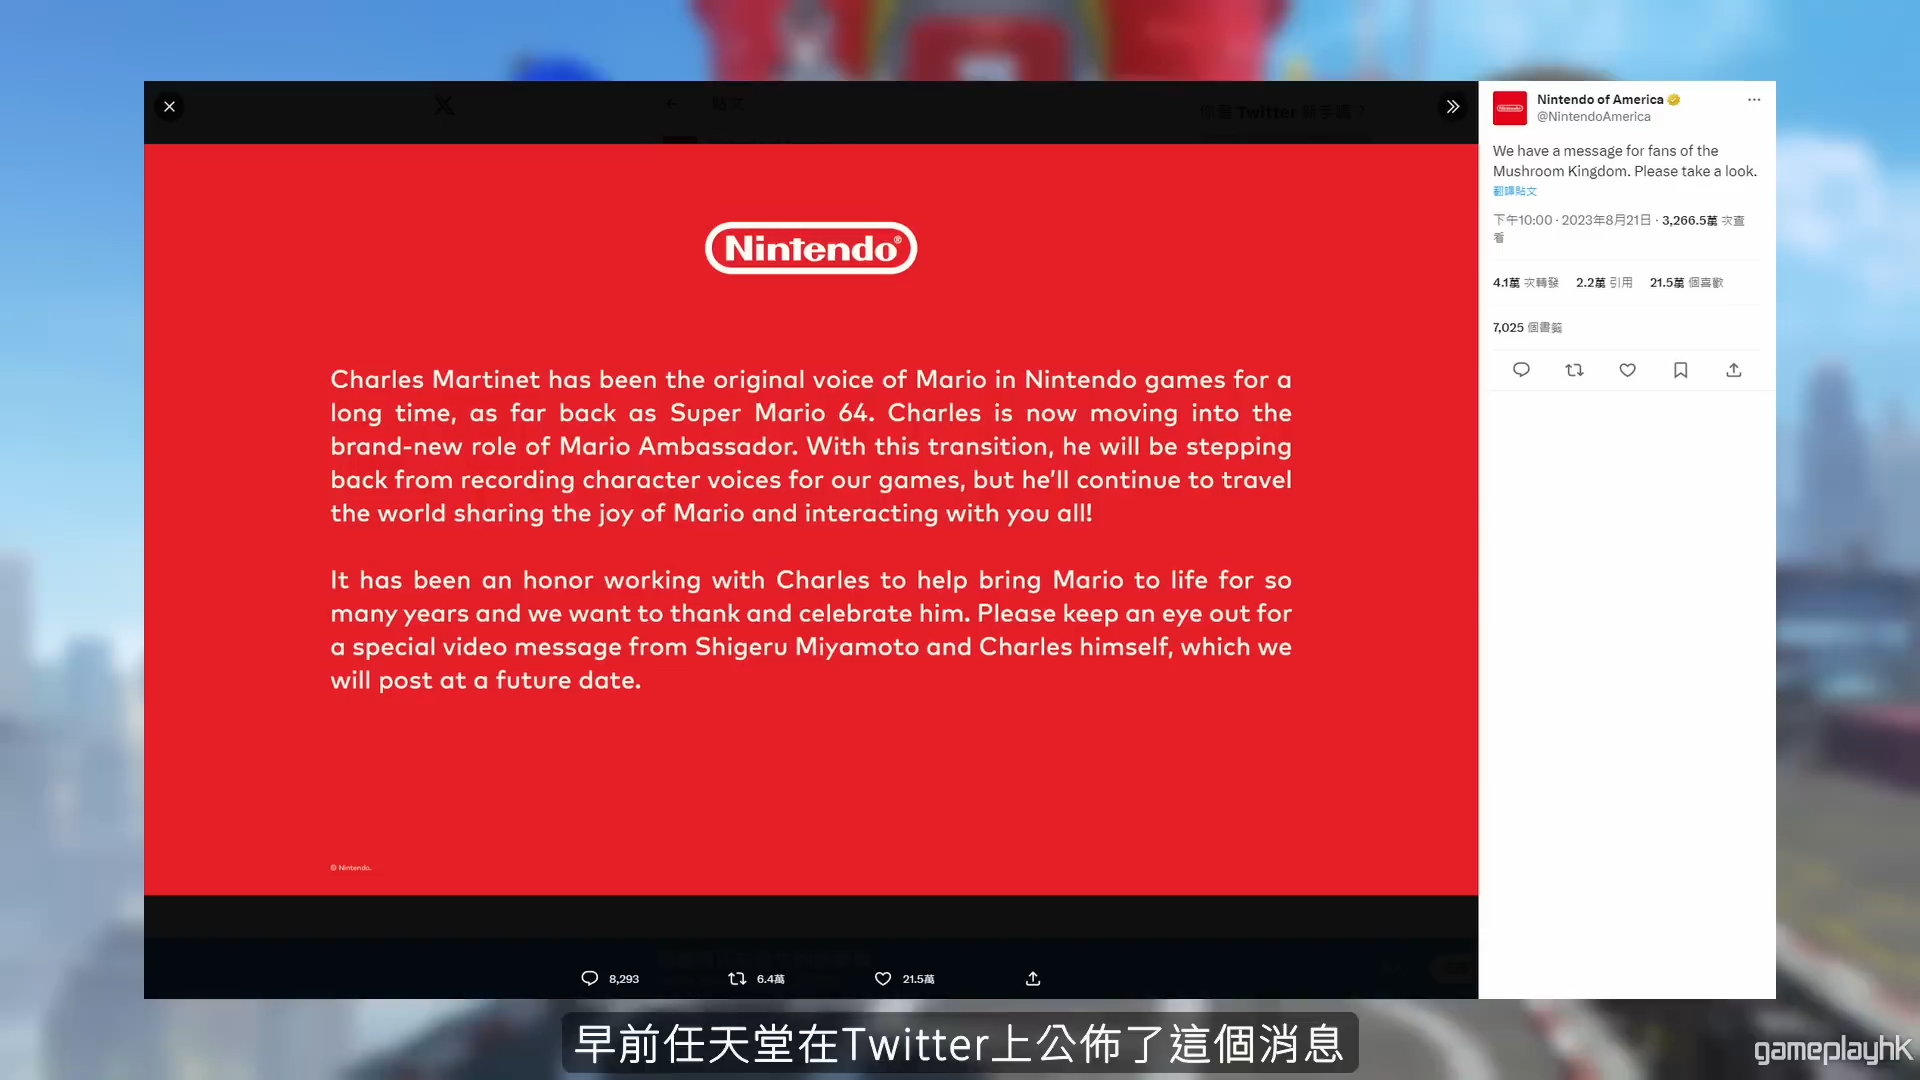 貼文
Nintendo®
Charles Martinet has been the original voice of Mario in Nintendo games for a
long time, as far back as Super Mario 64. Charles is now moving into the
brand-new role of Mario Ambassador. With this transition, he will be stepping
back from recording character voices for our games, but he’ll continue to travel
the world sharing the joy of Mario and interacting with you all!
It has been an honor working with Charles to help bring Mario to life for so
many years and we want to thank and celebrate him. Please keep an eye out for
a special video message from Shigeru Miyamoto and Charles himself, which we
will post at a future date.
© Nintendo.
8,293
6.4萬
21.5萬
Nintendo of America
@NintendoAmerica
We have a message for fans of the
Mushroom Kingdom. Please take a look.
翻譯貼文
下午10:00 · 2023年8月21日 · 3,266.5萬 次查
看
4.1萬 次轉發 2.2萬 引用 21.5萬 個喜歡
7,025 個書籤
早前任天堂在Twitter上公佈了這個消息
gameplayhk